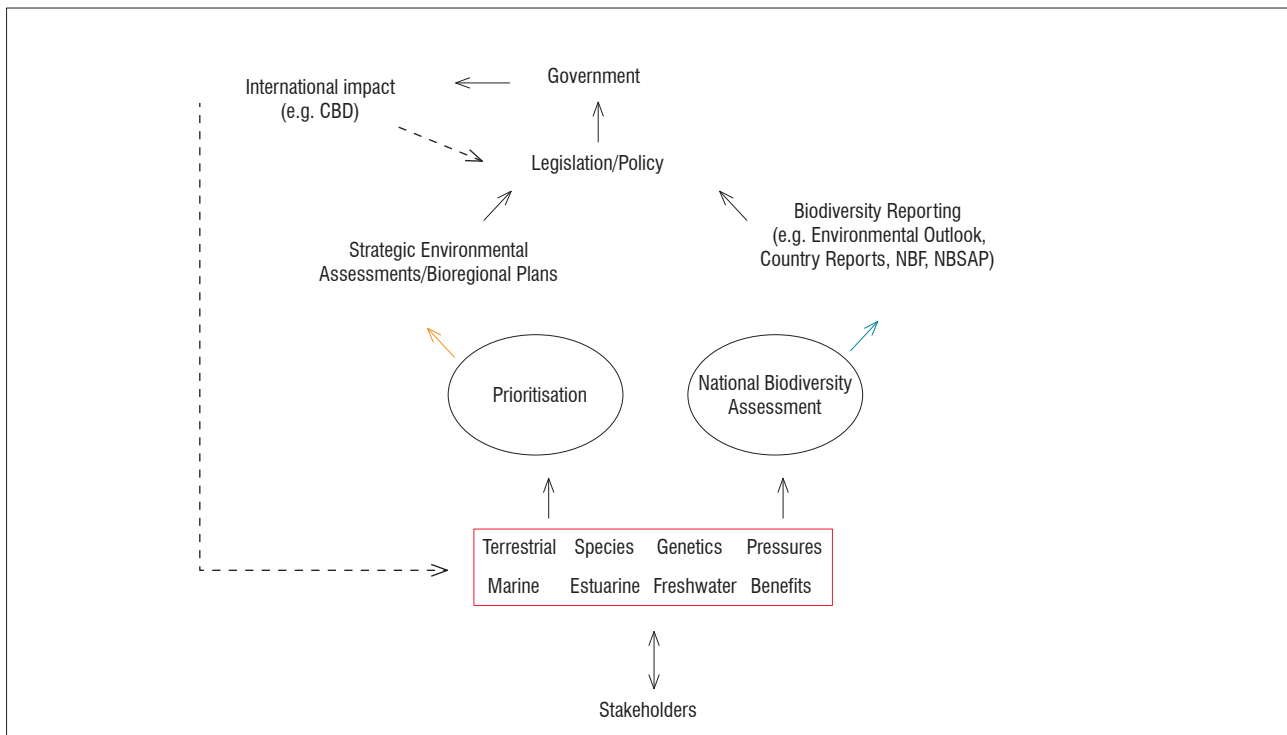 Government
International impact
(e.g. CBD)
Legislation/Policy
Biodiversity Reporting
(e.g. Environmental Outlook,
Country Reports, NBF, NBSAP)
Strategic Environmental
Assessments/Bioregional Plans
Prioritisation
National Biodiversity
Assessment
Terrestrial Species Genetics Pressures
Marine Estuarine Freshwater Benefits
Stakeholders